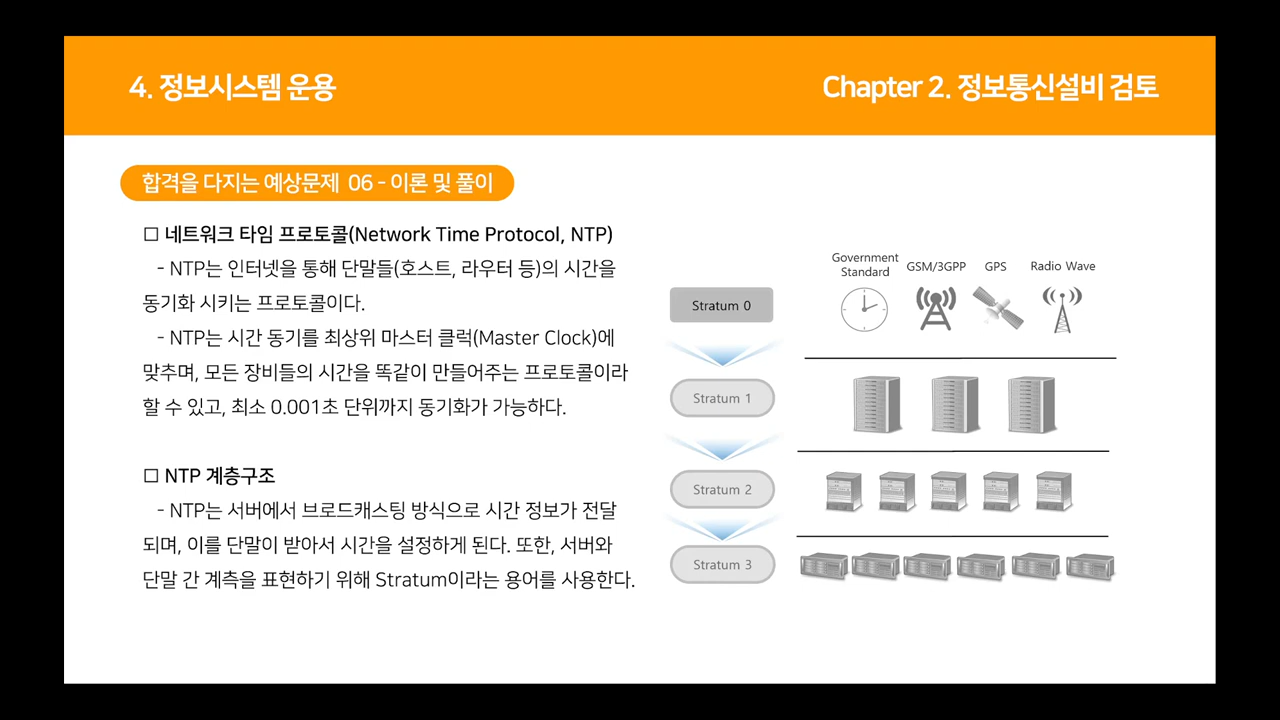 4. 정보시스템 운용
Chapter 2. 정보통신설비 검토
합격을 다지는 예상문제 06 - 이론 및 풀이
□ 네트워크 타임 프로토콜(Network Time Protocol, NTP)
- NTP는 인터넷을 통해 단말들(호스트, 라우터 등)의 시간을
동기화 시키는 프로토콜이다.
- NTP는 시간 동기를 최상위 마스터 클럭(Master Clock)에
맞추며, 모든 장비들의 시간을 똑같이 만들어주는 프로토콜이라
할 수 있고, 최소 0.001초 단위까지 동기화가 가능하다.
□ NTP 계층구조
- NTP는 서버에서 브로드캐스팅 방식으로 시간 정보가 전달
되며, 이를 단말이 받아서 시간을 설정하게 된다. 또한, 서버와
단말 간 계측을 표현하기 위해 Stratum이라는 용어를 사용한다.
Government
Standard
GSM/3GPP
GPS
Radio Wave
Stratum 0
Stratum 1
Stratum 2
Stratum 3